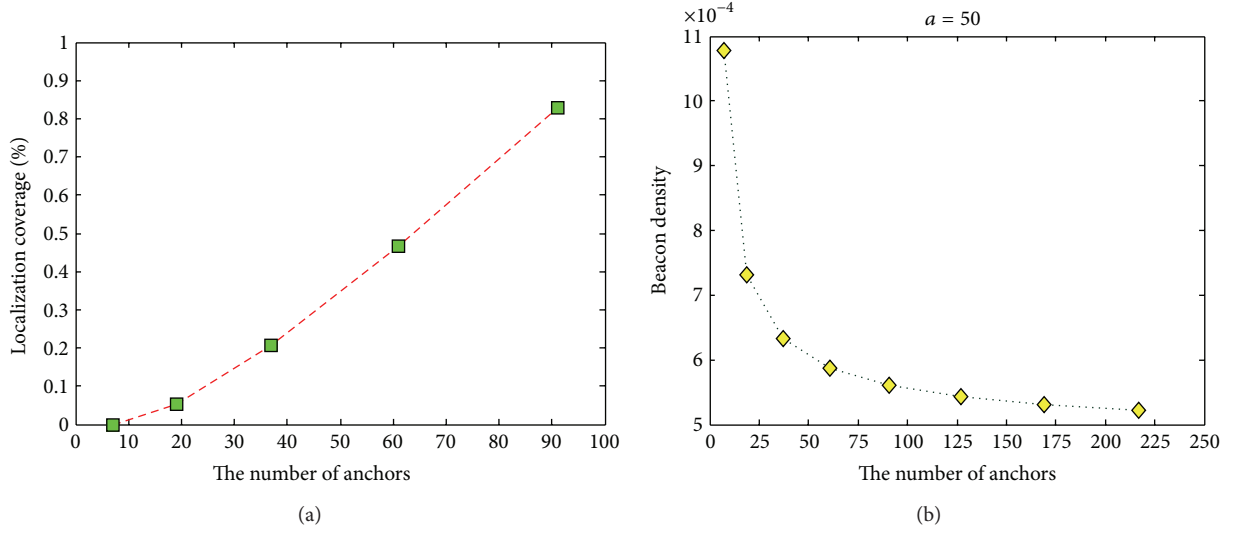 1
0.9
0.8
0.7
0.6
0.5
0.4
0.3
0.2
0.1
0
Localization coverage (%)
0 10 20 30 40 50 60 70 80 90 100
The number of anchors
(a)
×10⁻⁴
a = 50
11
10
9
8
7
6
5
Beacon density
0 25 50 75 100 125 150 175 200 225 250
The number of anchors
(b)